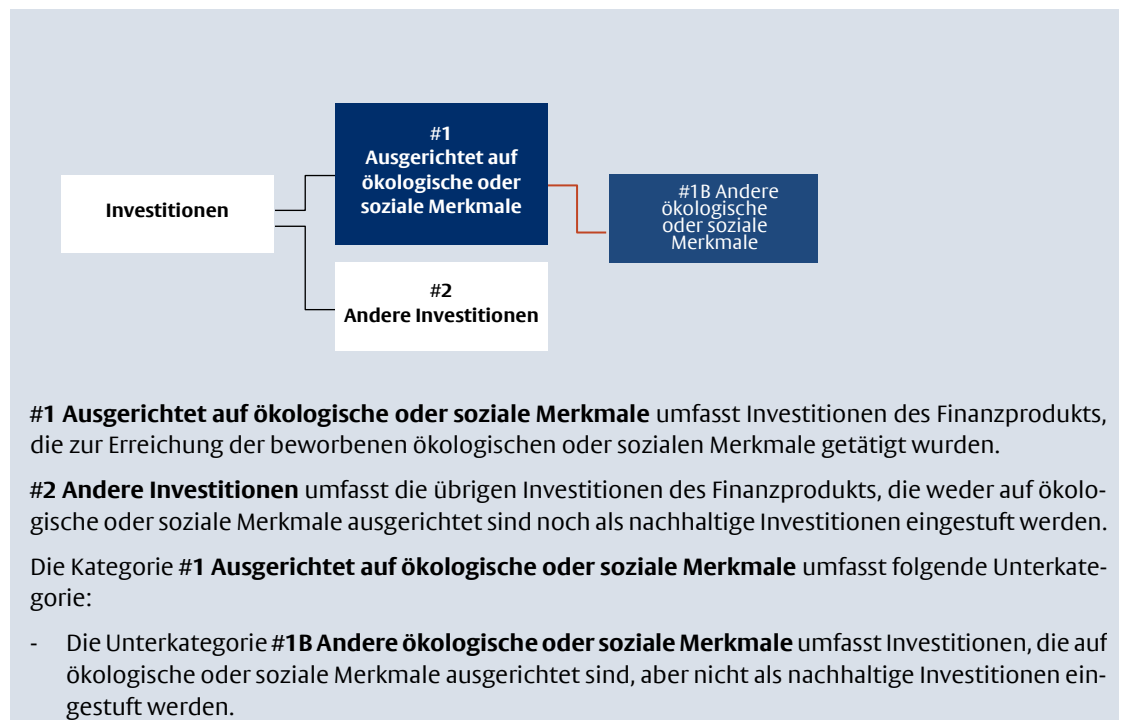 #1
Ausgerichtet auf
ökologische oder
soziale Merkmale
Investitionen
#1B Andere
ökologische
oder soziale
Merkmale
#2
Andere Investitionen
#1 Ausgerichtet auf ökologische oder soziale Merkmale umfasst Investitionen des Finanzprodukts,
die zur Erreichung der beworbenen ökologischen oder sozialen Merkmale getätigt wurden.
#2 Andere Investitionen umfasst die übrigen Investitionen des Finanzprodukts, die weder auf ökolo-
gische oder soziale Merkmale ausgerichtet sind noch als nachhaltige Investitionen eingestuft werden.
Die Kategorie #1 Ausgerichtet auf ökologische oder soziale Merkmale umfasst folgende Unterkate-
gorie:
- Die Unterkategorie #1B Andere ökologische oder soziale Merkmale umfasst Investitionen, die auf
ökologische oder soziale Merkmale ausgerichtet sind, aber nicht als nachhaltige Investitionen ein-
gestuft werden.